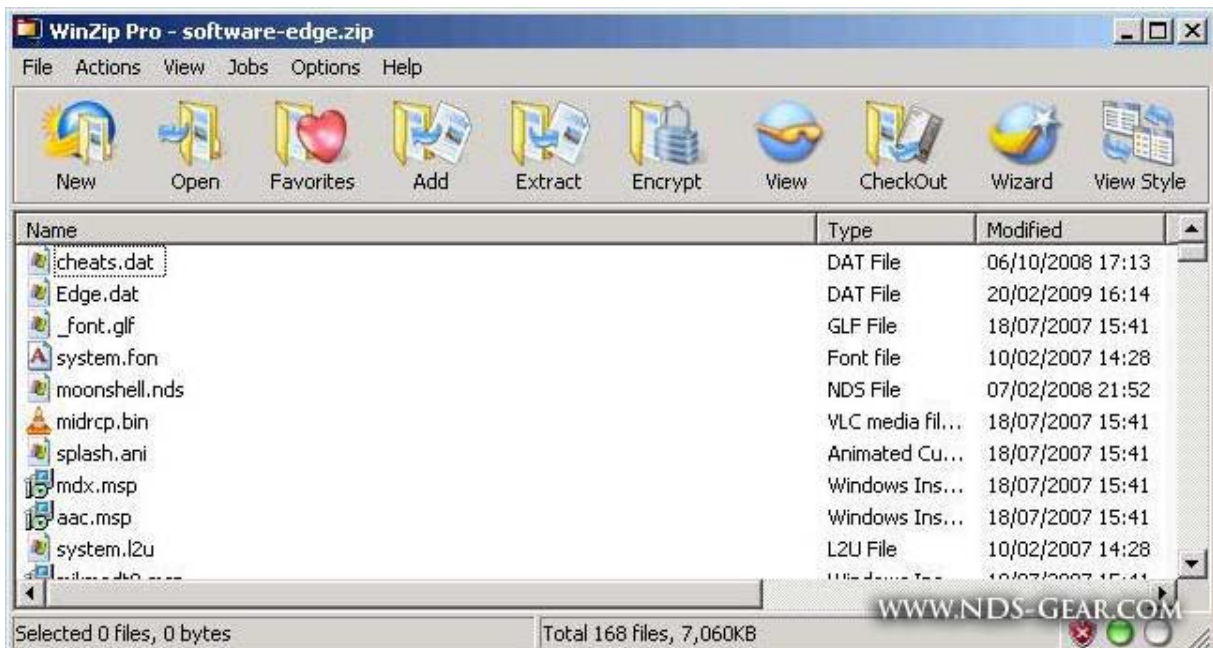 WinZip Pro - software-edge.zip
File Actions View Jobs Options Help
New Open Favorites Add Extract Encrypt View CheckOut Wizard View Style
Name Type Modified
cheats.dat DAT File 06/10/2008 17:13
Edge.dat DAT File 20/02/2009 16:14
_font.glf GLF File 18/07/2007 15:41
system.fon Font file 10/02/2007 14:28
moonshell.nds NDS File 07/02/2008 21:52
midrcp.bin VLC media fil... 18/07/2007 15:41
splash.ani Animated Cu... 18/07/2007 15:41
mdx.msp Windows Ins... 18/07/2007 15:41
aac.msp Windows Ins... 18/07/2007 15:41
system.l2u L2U File 10/02/2007 14:28
WWW.NDS-GEAR.COM
Selected 0 files, 0 bytes Total 168 files, 7,060KB